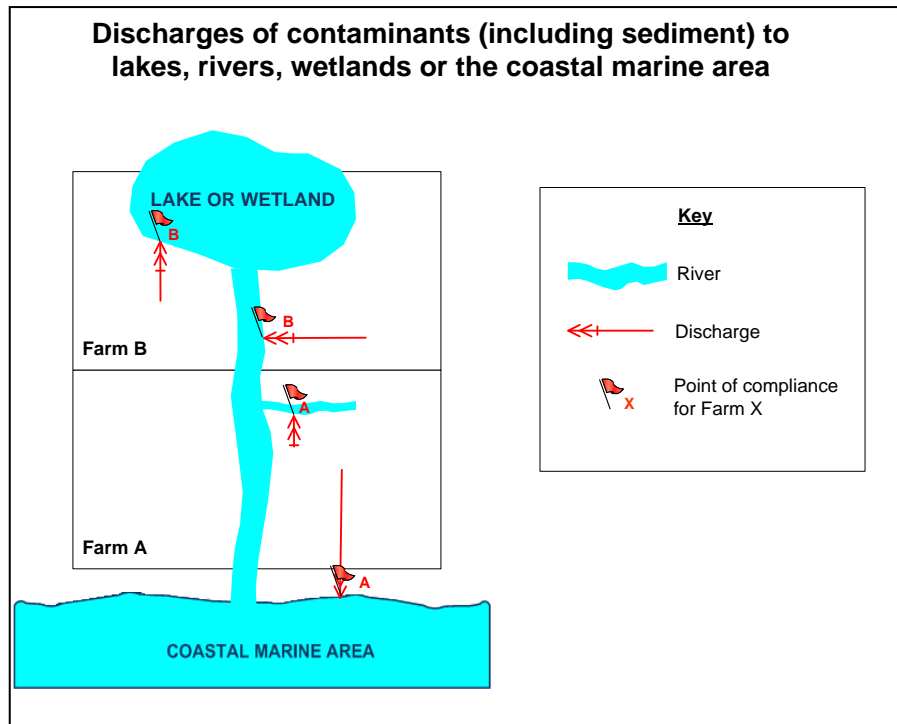 Discharges of contaminants (including sediment) to
lakes, rivers, wetlands or the coastal marine area
LAKE OR WETLAND
B
B
Farm B
A
Farm A
A
COASTAL MARINE AREA
Key
River
Discharge
Point of compliance
for Farm X
X